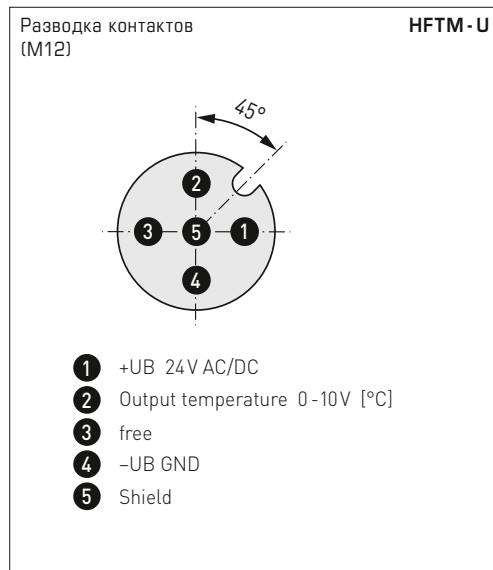 Разводка контактов HFTM-U
(M12)
45°
2
3 5 1
4
1 +UB 24V AC/DC
2 Output temperature 0-10V [°C]
3 free
4 –UB GND
5 Shield